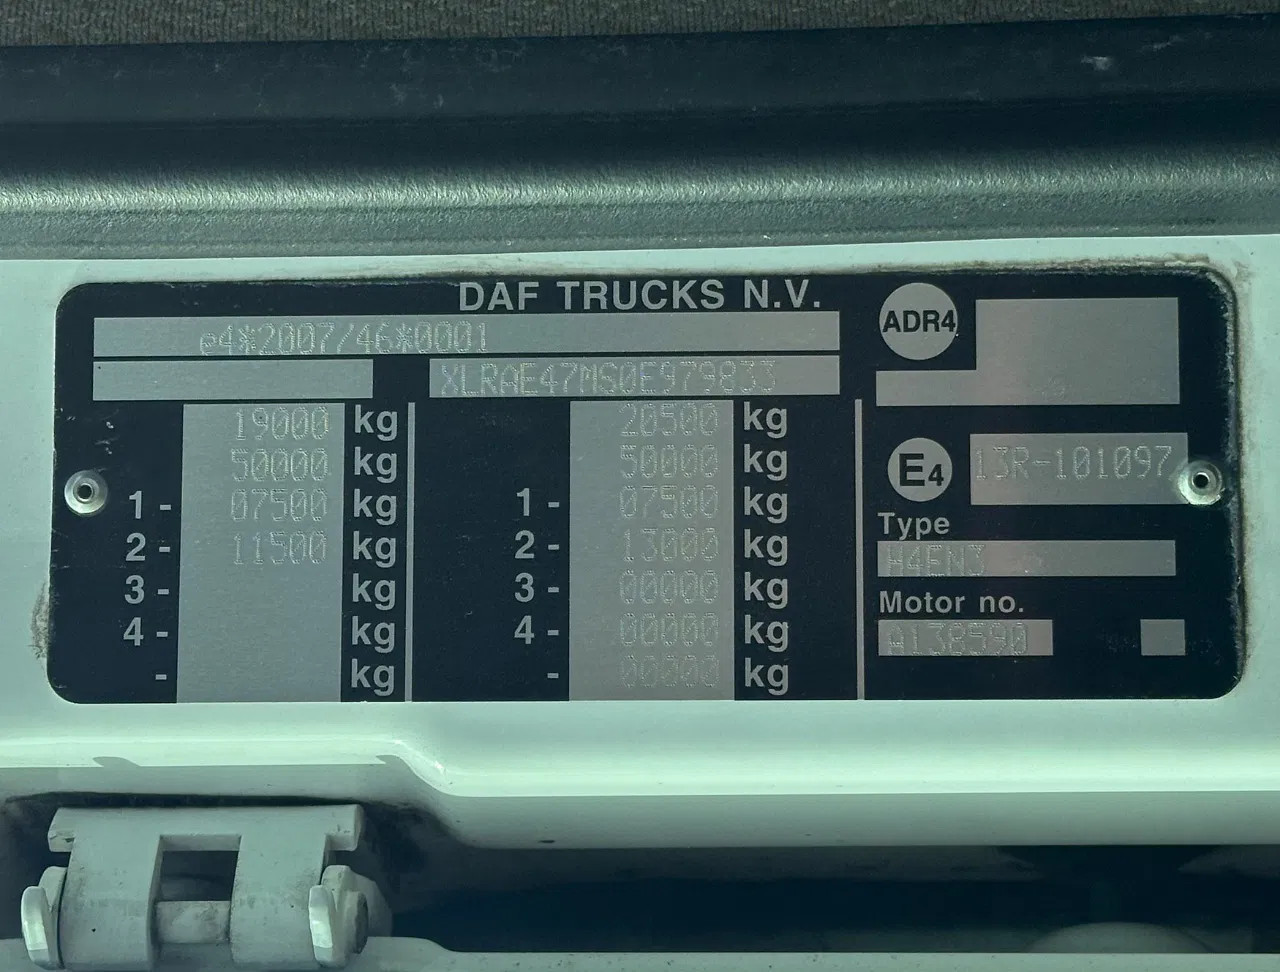 DAF TRUCKS N.V.
e4*2007/46*0001
XLRAE47MS0E979833
19000 kg
50000 kg
1 - 07500 kg
2 - 11500 kg
3 - kg
4 - kg
- kg
20500 kg
50000 kg
1 - 07500 kg
2 - 13000 kg
3 - 00000 kg
4 - 00000 kg
- 00000 kg
ADR4
E4 13R-101097
Type
H4EN3
Motor no.
A138590